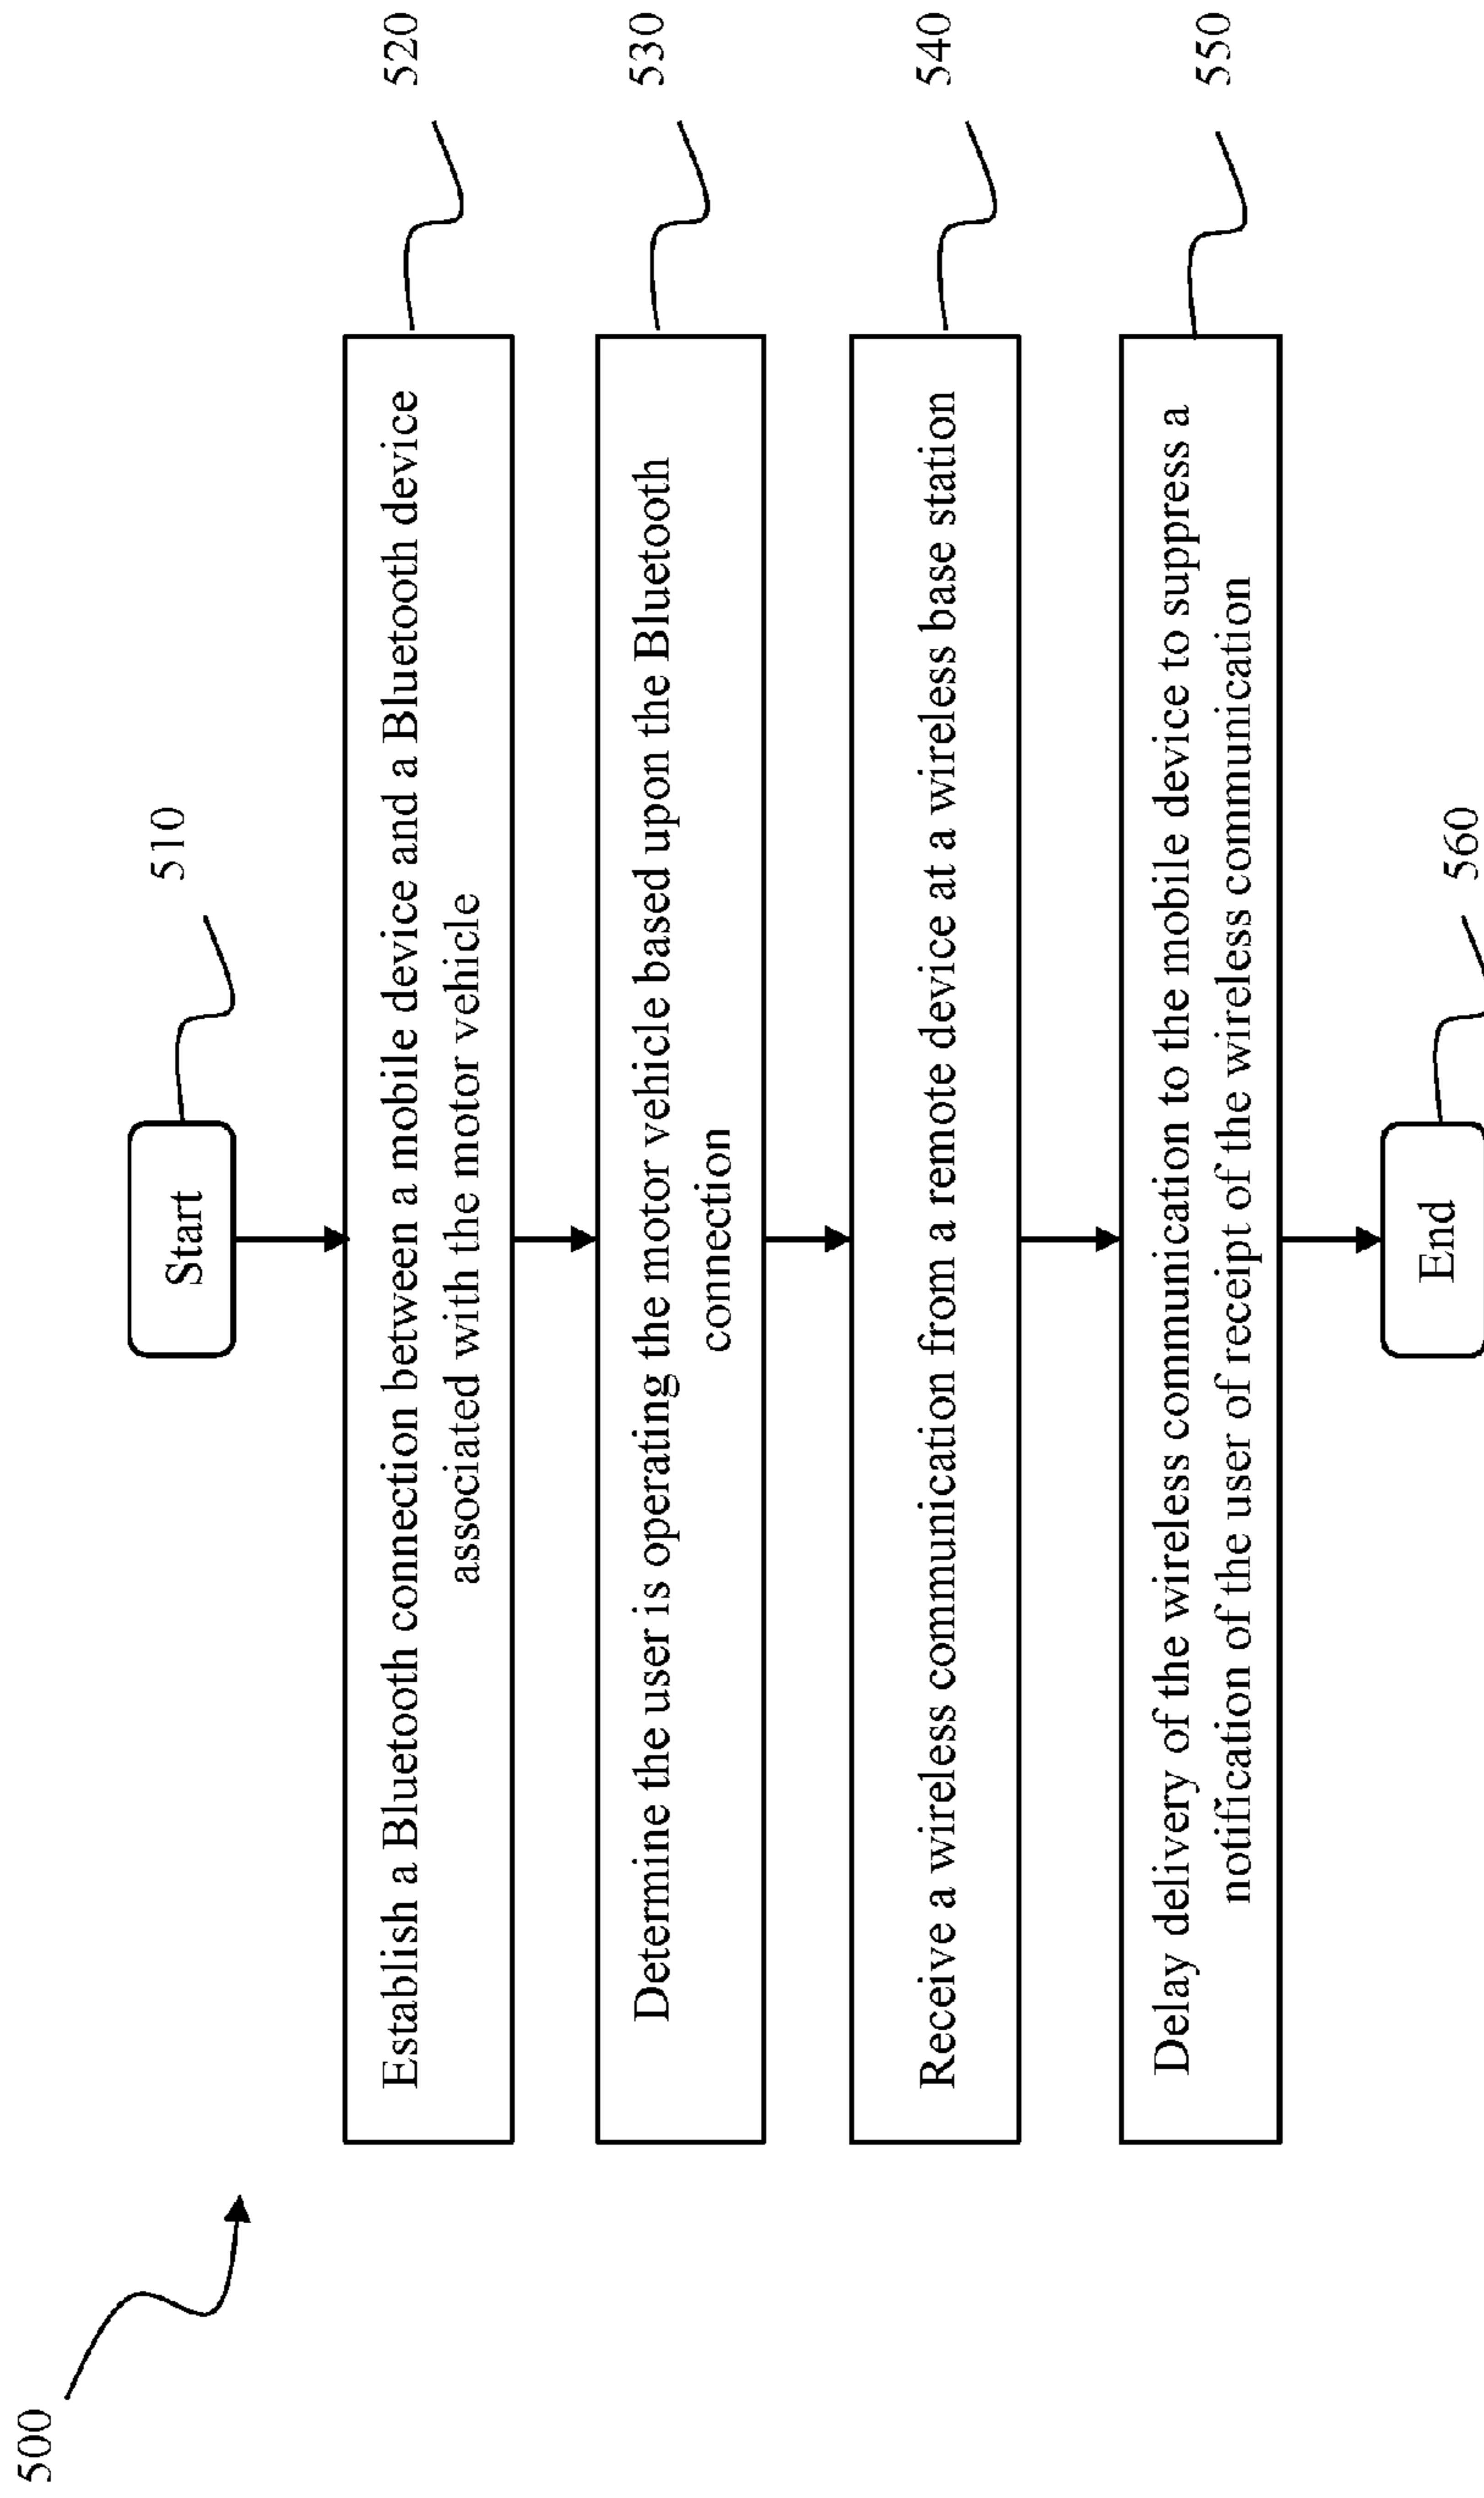 500
Start
510
Establish a Bluetooth connection between a mobile device and a Bluetooth device
associated with the motor vehicle
520
Determine the user is operating the motor vehicle based upon the Bluetooth
connection
530
Receive a wireless communication from a remote device at a wireless base station
540
Delay delivery of the wireless communication to the mobile device to suppress a
notification of the user of receipt of the wireless communication
550
End
560